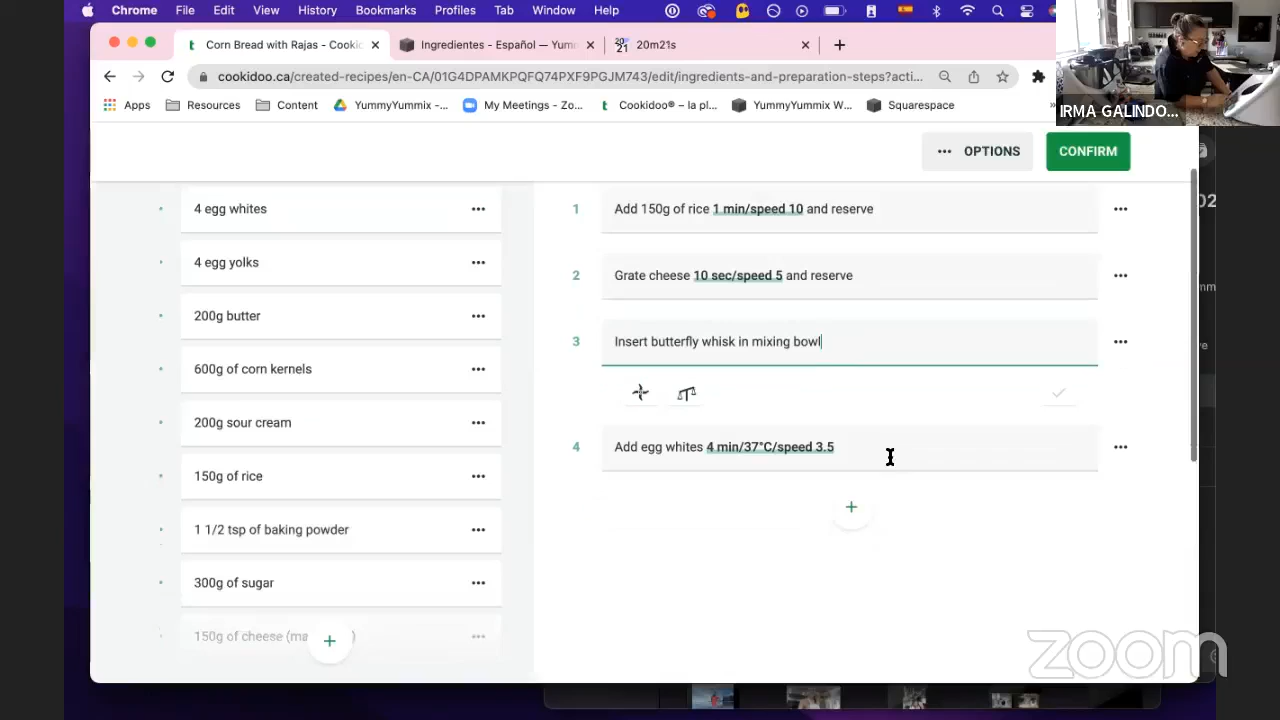 Chrome File Edit View History Bookmarks Profiles Tab Window Help
Corn Bread with Rajas - Cooki
Ingredientes - Español — Yumm
20m21s
cookidoo.ca/created-recipes/en-CA/01G4DPAMKPQFQ74PXF9PGJM743/edit/ingredients-and-preparation-steps?acti...
Apps Resources Content YummyYummix -... My Meetings - Zo... Cookidoo® – la pl... YummyYummix W... Squarespace
IRMA GALINDO...
••• OPTIONS
CONFIRM
4 egg whites
4 egg yolks
200g butter
600g of corn kernels
200g sour cream
150g of rice
1 1/2 tsp of baking powder
300g of sugar
150g of cheese
1 Add 150g of rice 1 min/speed 10 and reserve
2 Grate cheese 10 sec/speed 5 and reserve
3 Insert butterfly whisk in mixing bowl
4 Add egg whites 4 min/37°C/speed 3.5
zoom